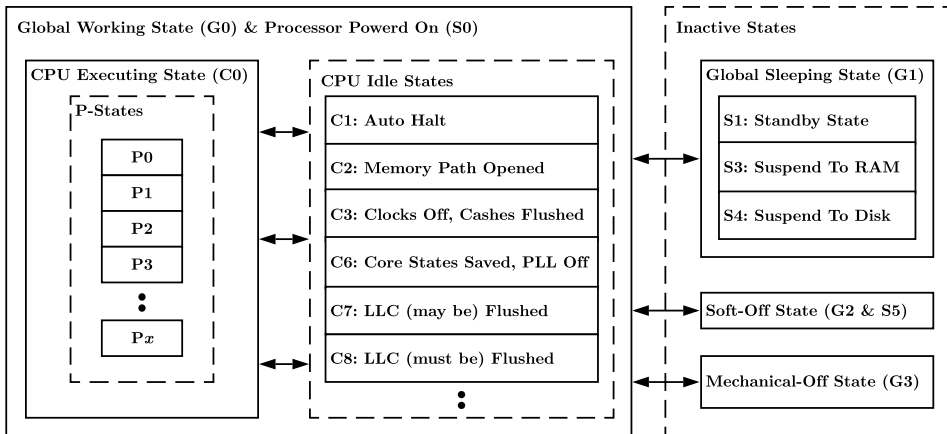 Global Working State (G0) & Processor Powerd On (S0)
CPU Executing State (C0)
P-States
P0
P1
P2
P3
Px
CPU Idle States
C1: Auto Halt
C2: Memory Path Opened
C3: Clocks Off, Cashes Flushed
C6: Core States Saved, PLL Off
C7: LLC (may be) Flushed
C8: LLC (must be) Flushed
Inactive States
Global Sleeping State (G1)
S1: Standby State
S3: Suspend To RAM
S4: Suspend To Disk
Soft-Off State (G2 & S5)
Mechanical-Off State (G3)